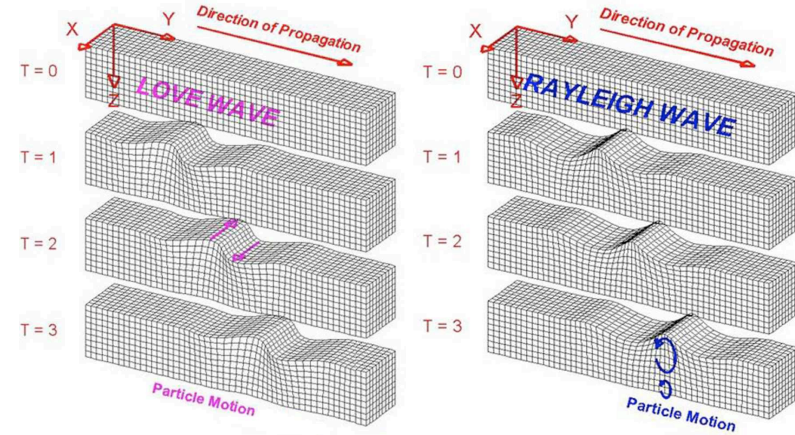 X
Y
Z
Direction of Propagation
T = 0
LOVE WAVE
T = 1
T = 2
T = 3
Particle Motion
X
Y
Z
Direction of Propagation
T = 0
RAYLEIGH WAVE
T = 1
T = 2
T = 3
Particle Motion